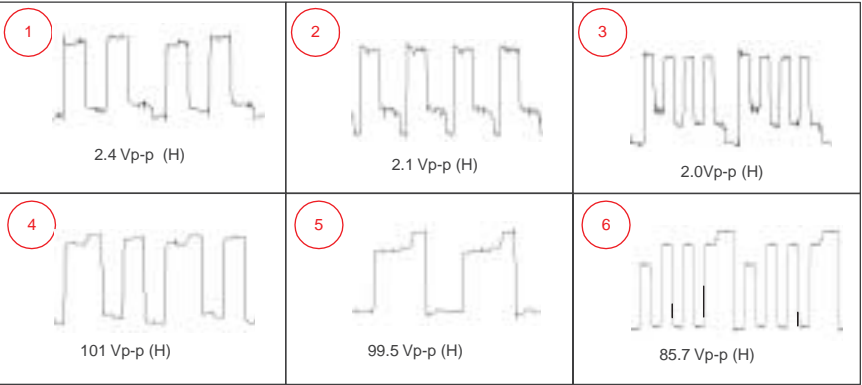 1
2
3
2.4 Vp-p (H)
2.1 Vp-p (H)
2.0Vp-p (H)
4
5
6
101 Vp-p (H)
99.5 Vp-p (H)
85.7 Vp-p (H)